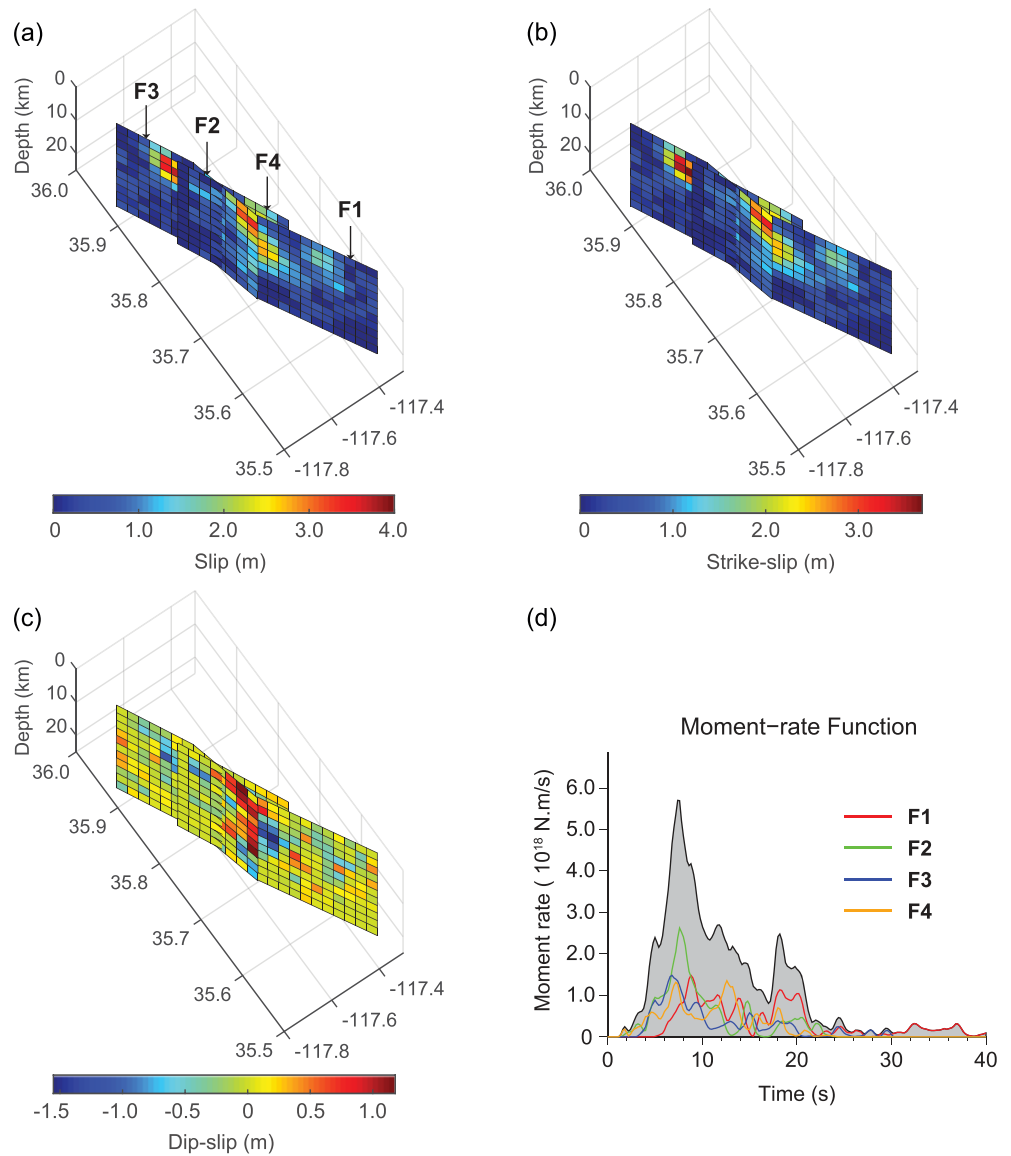 (a)
Depth (km)
0
10
20
F3
F2
F4
F1
36.0
35.9
35.8
35.7
35.6
35.5
-117.8
-117.6
-117.4
0 1.0 2.0 3.0 4.0
Slip (m)
(b)
Depth (km)
0
10
20
36.0
35.9
35.8
35.7
35.6
35.5
-117.8
-117.6
-117.4
0 1.0 2.0 3.0
Strike-slip (m)
(c)
Depth (km)
0
10
20
36.0
35.9
35.8
35.7
35.6
35.5
-117.8
-117.6
-117.4
-1.5 -1.0 -0.5 0 0.5 1.0
Dip-slip (m)
(d)
Moment−rate Function
Moment rate ( 10¹⁸ N.m/s)
6.0
5.0
4.0
3.0
2.0
1.0
0
F1
F2
F3
F4
0 10 20 30 40
Time (s)